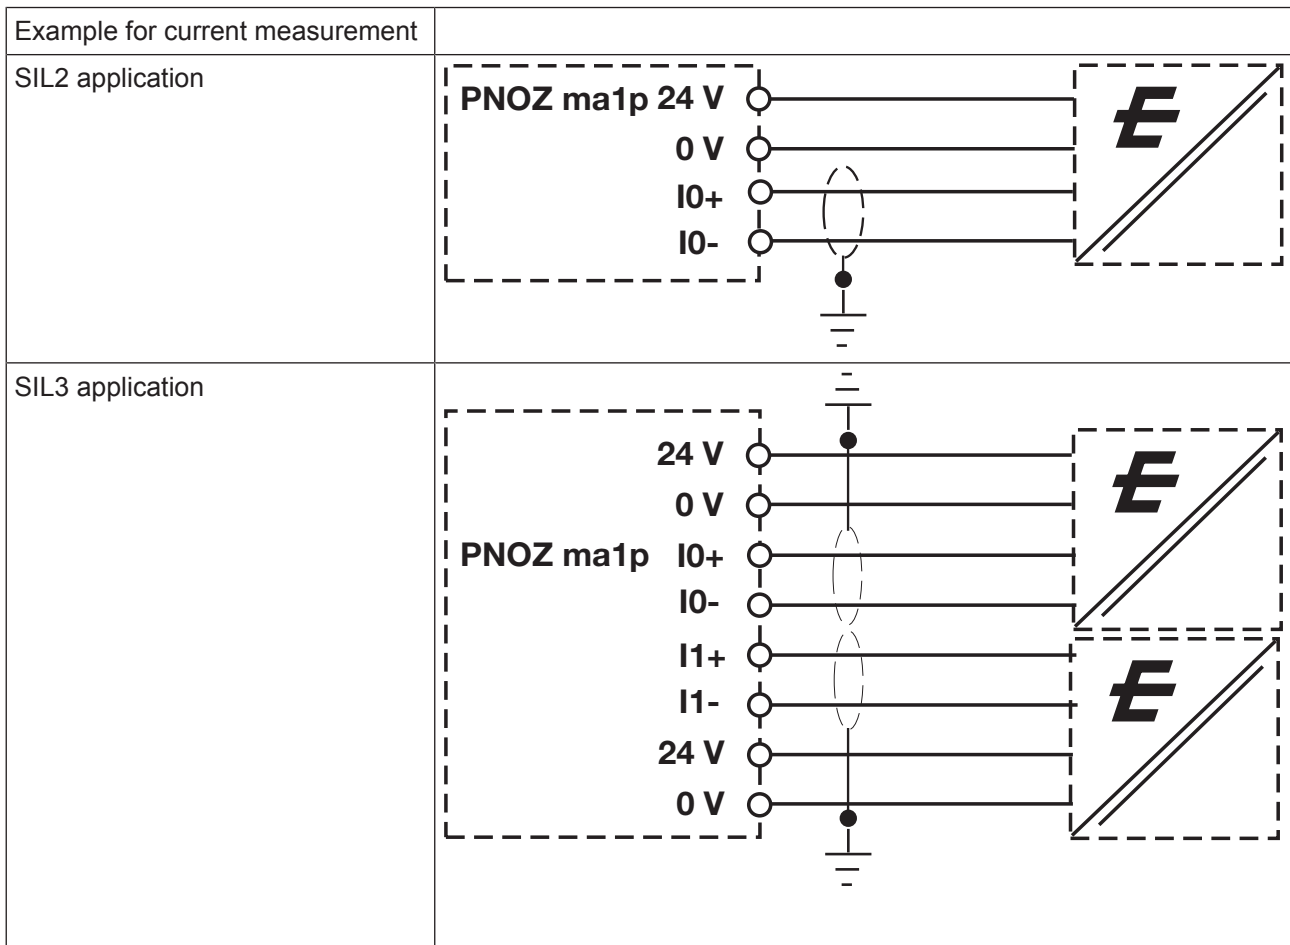 Example for current measurement
SIL2 application
PNOZ ma1p 24 V
0 V
I0+
I0-
E
SIL3 application
24 V
0 V
PNOZ ma1p I0+
I0-
I1+
I1-
24 V
0 V
E
E